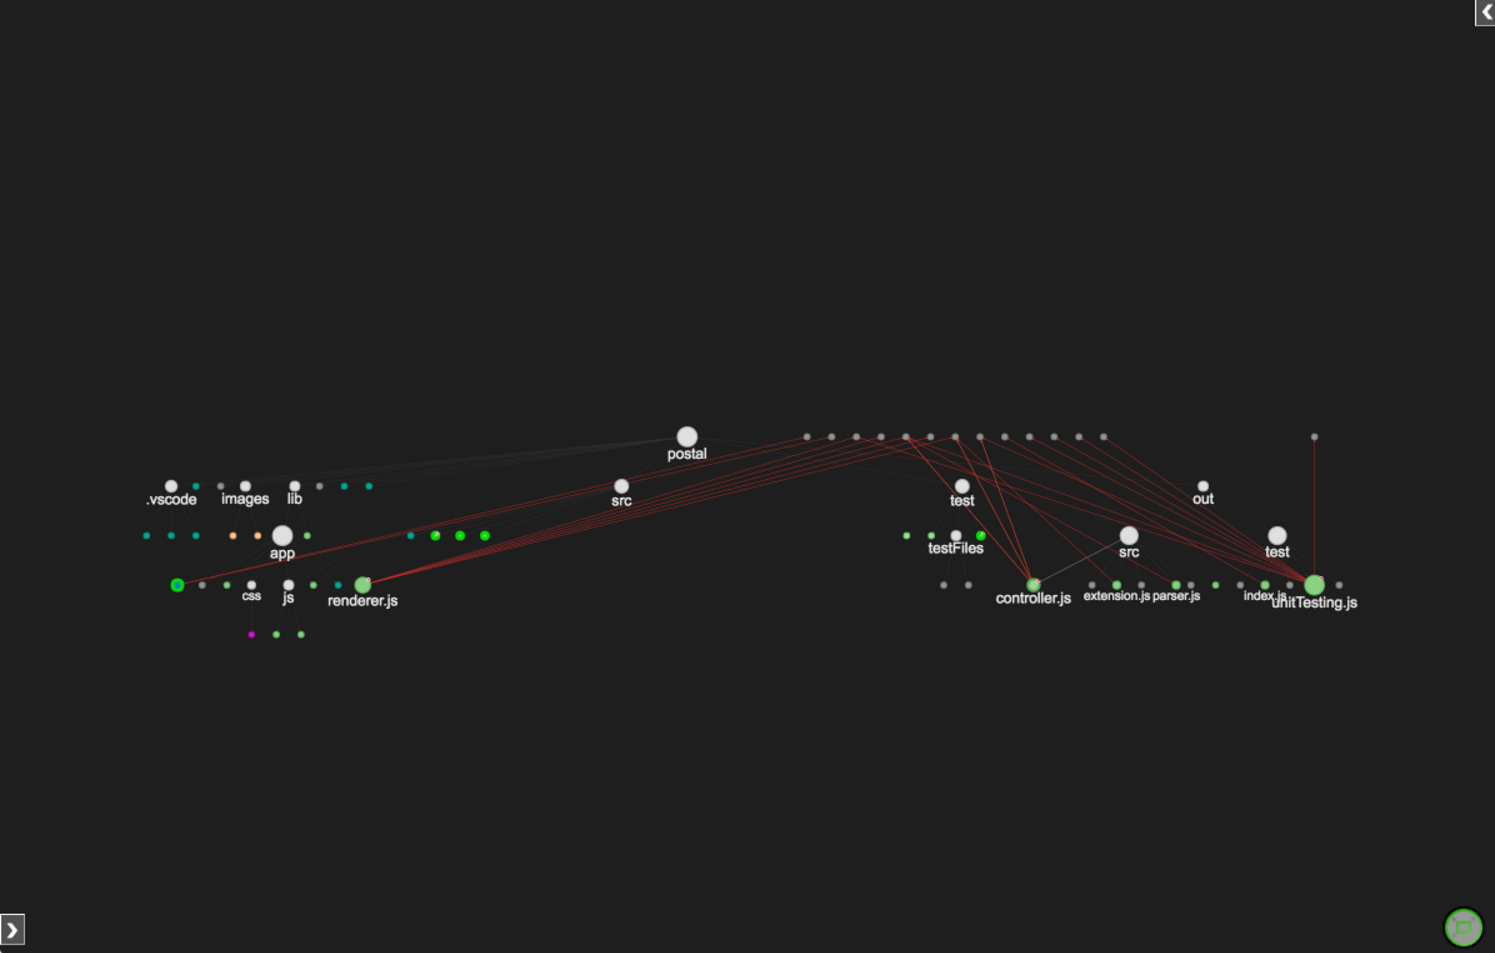 postal
.vscode
images
lib
src
test
out
app
testFiles
src
test
css
js
renderer.js
controller.js
extension.js
parser.js
index.js
unitTesting.js